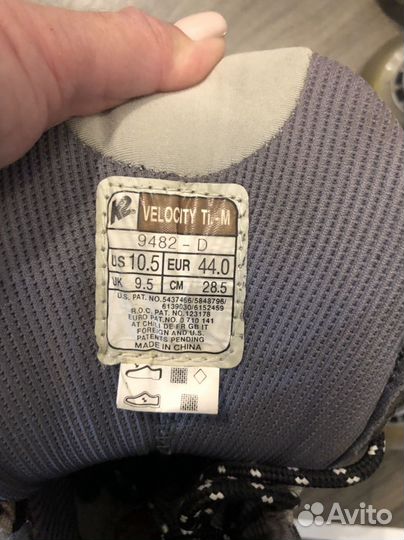 K2 VELOCITY Ti - M
9482 - D
US 10.5 EUR 44.0
UK 9.5 CM 28.5
U.S. PAT. NO.5437466/5848796/
6139030/6152459
R.O.C. PAT. NO.123178
EURO PAT. NO.0 710 141
AT CH LI DE FR GB IT
FOREIGN AND U.S.
PATENTS PENDING
MADE IN CHINA
Avito